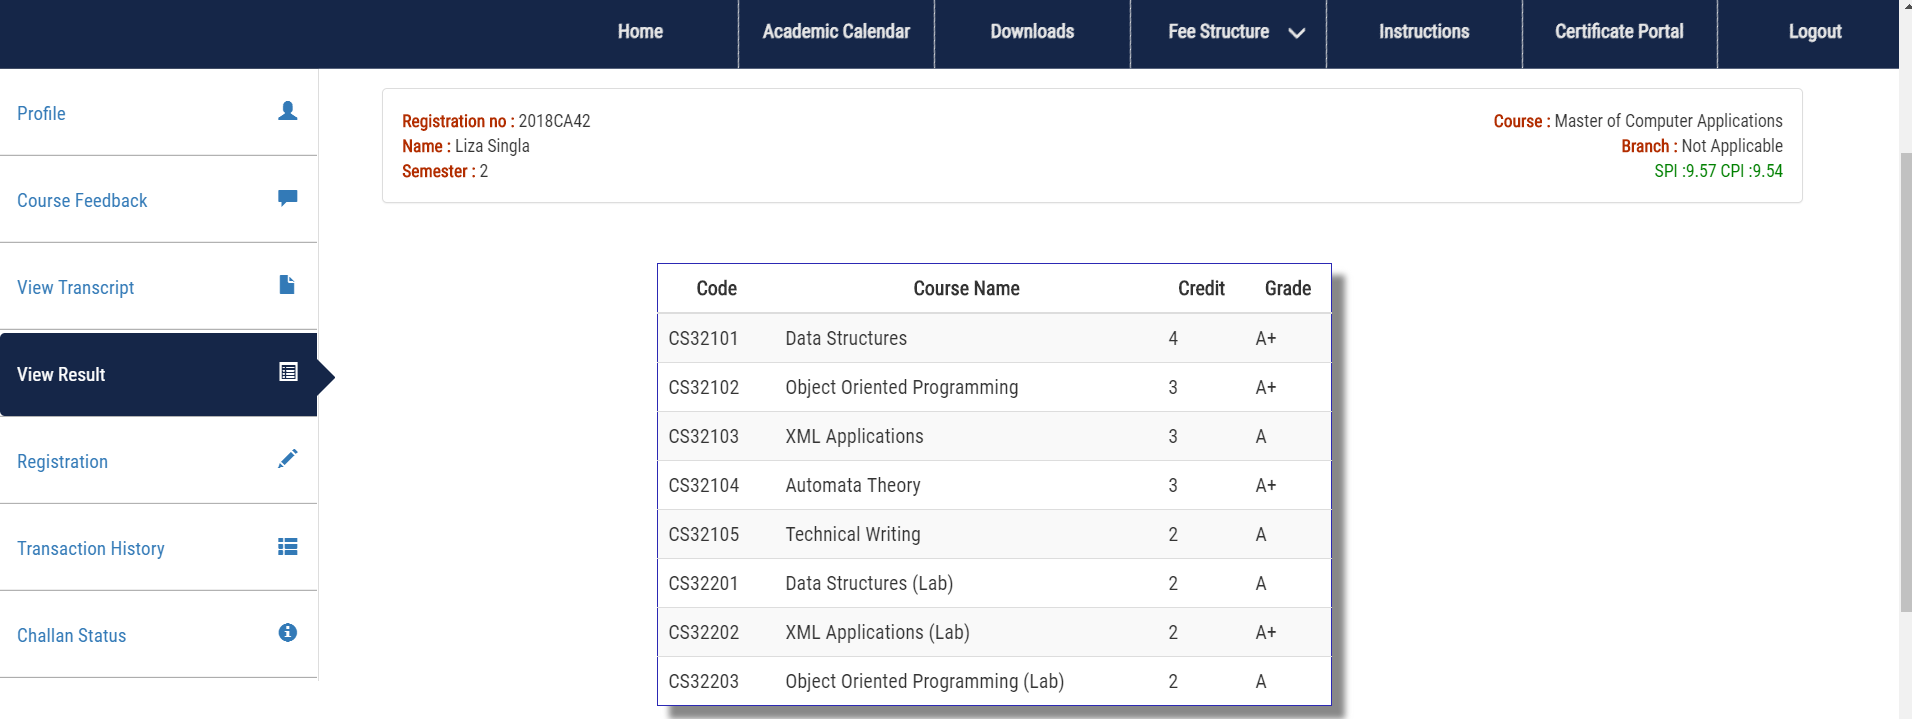 Home Academic Calendar Downloads Fee Structure Instructions Certificate Portal Logout
Profile
Course Feedback
View Transcript
View Result
Registration
Transaction History
Challan Status
Registration no : 2018CA42
Name : Liza Singla
Semester : 2
Course : Master of Computer Applications
Branch : Not Applicable
SPI :9.57 CPI :9.54
Code Course Name Credit Grade
CS32101 Data Structures 4 A+
CS32102 Object Oriented Programming 3 A+
CS32103 XML Applications 3 A
CS32104 Automata Theory 3 A+
CS32105 Technical Writing 2 A
CS32201 Data Structures (Lab) 2 A
CS32202 XML Applications (Lab) 2 A+
CS32203 Object Oriented Programming (Lab) 2 A